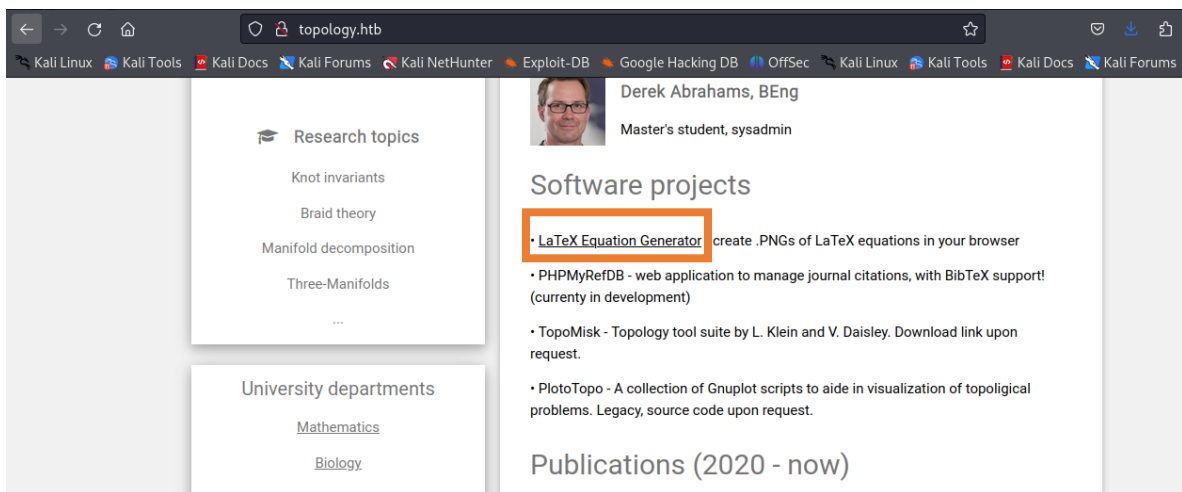 topology.htb
Kali Linux Kali Tools Kali Docs Kali Forums Kali NetHunter Exploit-DB Google Hacking DB OffSec Kali Linux Kali Tools Kali Docs Kali Forums
Research topics
Knot invariants
Braid theory
Manifold decomposition
Three-Manifolds
...
University departments
Mathematics
Biology
Derek Abrahams, BEng
Master's student, sysadmin
Software projects
• LaTeX Equation Generator create .PNGs of LaTeX equations in your browser
• PHPMyRefDB - web application to manage journal citations, with BibTeX support!
(currenty in development)
• TopoMisk - Topology tool suite by L. Klein and V. Daisley. Download link upon
request.
• PlotoTopo - A collection of Gnuplot scripts to aide in visualization of topoligical
problems. Legacy, source code upon request.
Publications (2020 - now)